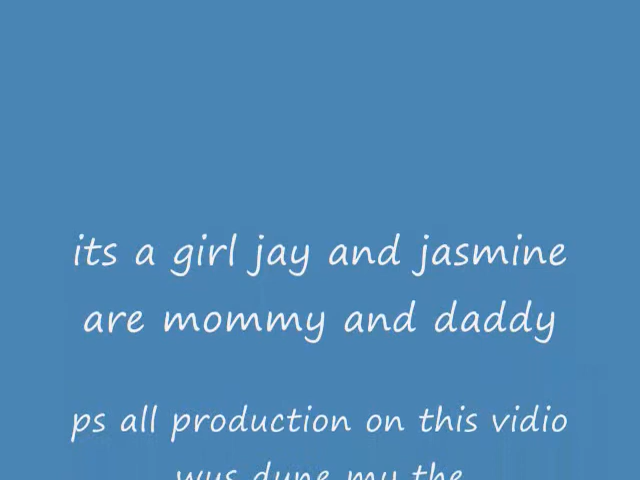 its a girl jay and jasmine
are mommy and daddy
ps all production on this vidio
wus dune my the